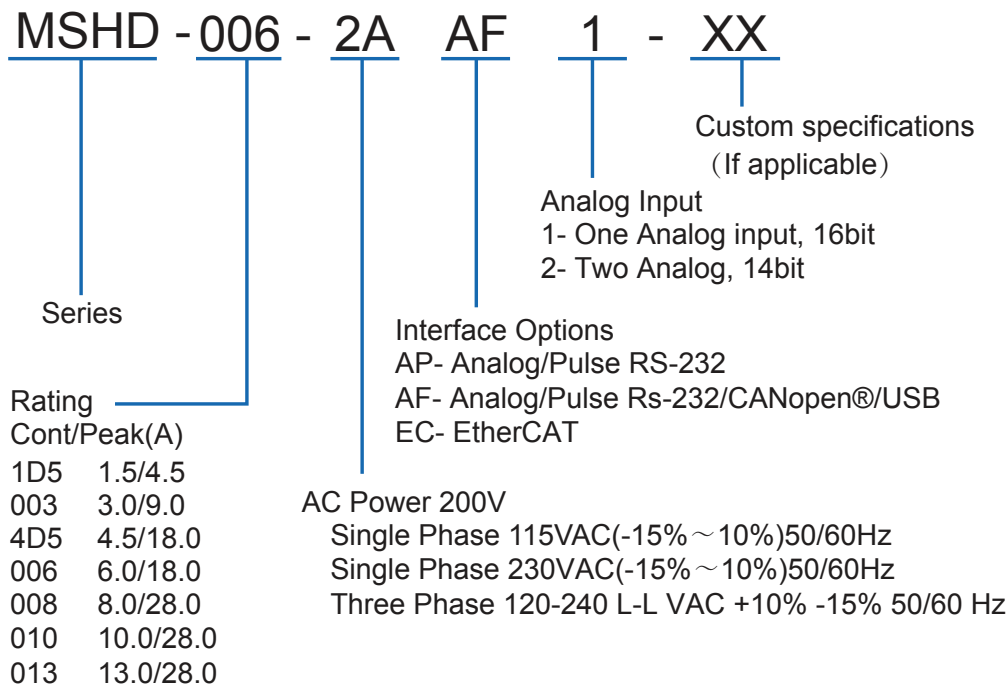 MSHD - 006 - 2A AF 1 - XX
Custom specifications
（If applicable）
Analog Input
1- One Analog input, 16bit
2- Two Analog, 14bit
Series
Interface Options
AP- Analog/Pulse RS-232
AF- Analog/Pulse Rs-232/CANopen®/USB
EC- EtherCAT
Rating
Cont/Peak(A)
1D5 1.5/4.5
003 3.0/9.0
4D5 4.5/18.0
006 6.0/18.0
008 8.0/28.0
010 10.0/28.0
013 13.0/28.0
AC Power 200V
Single Phase 115VAC(-15%～10%)50/60Hz
Single Phase 230VAC(-15%～10%)50/60Hz
Three Phase 120-240 L-L VAC +10% -15% 50/60 Hz